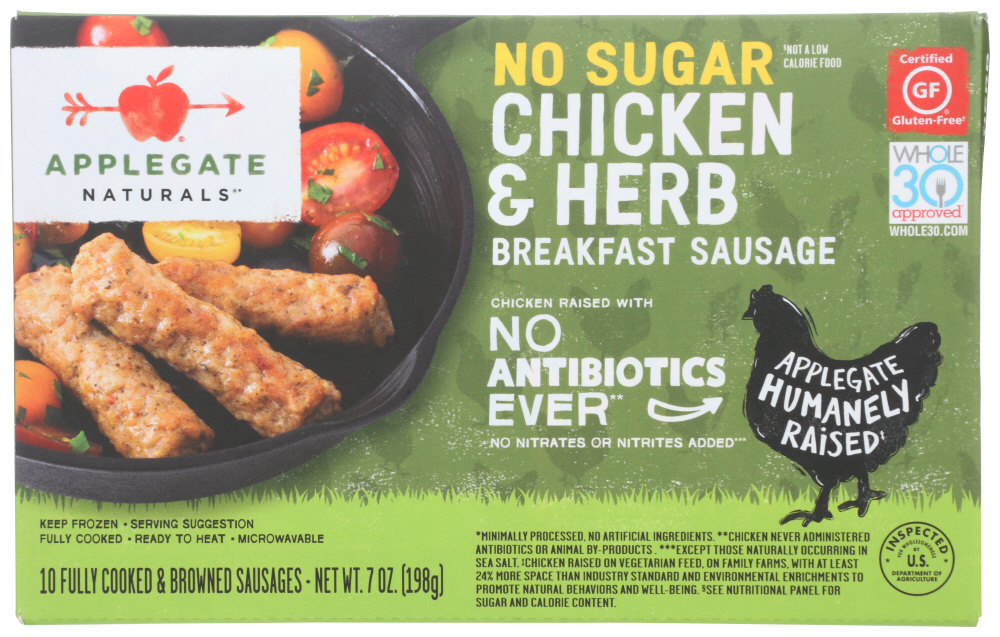 APPLEGATE
NATURALS®*
NO SUGAR
§NOT A LOW
CALORIE FOOD
CHICKEN
& HERB
BREAKFAST SAUSAGE
Certified
GF
Gluten-Free‡
WHOLE
30
approved®
WHOLE30.COM
CHICKEN RAISED WITH
NO
ANTIBIOTICS
EVER**
NO NITRATES OR NITRITES ADDED***
APPLEGATE
HUMANELY
RAISED‡
KEEP FROZEN • SERVING SUGGESTION
FULLY COOKED • READY TO HEAT • MICROWAVABLE
10 FULLY COOKED & BROWNED SAUSAGES • NET WT. 7 OZ. (198g)
*MINIMALLY PROCESSED, NO ARTIFICIAL INGREDIENTS. **CHICKEN NEVER ADMINISTERED
ANTIBIOTICS OR ANIMAL BY-PRODUCTS. ***EXCEPT THOSE NATURALLY OCCURRING IN
SEA SALT. ‡CHICKEN RAISED ON VEGETARIAN FEED, ON FAMILY FARMS, WITH AT LEAST
24% MORE SPACE THAN INDUSTRY STANDARD AND ENVIRONMENTAL ENRICHMENTS TO
PROMOTE NATURAL BEHAVIORS AND WELL-BEING. §SEE NUTRITIONAL PANEL FOR
SUGAR AND CALORIE CONTENT.
INSPECTED
FOR WHOLESOMENESS
BY
U.S.
DEPARTMENT OF
AGRICULTURE